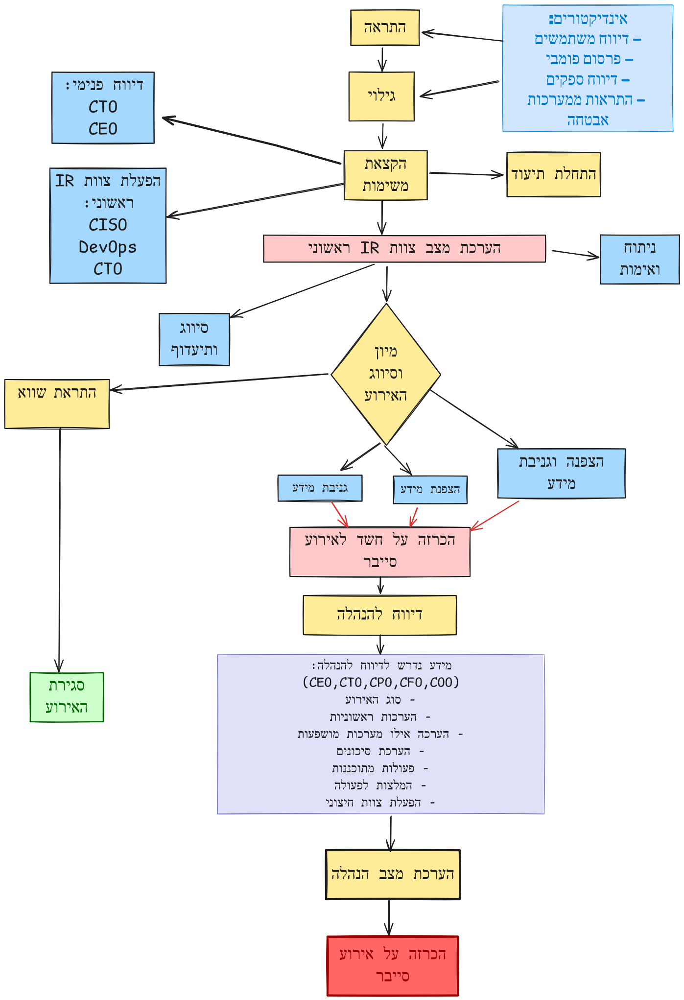 התראה
אינדיקטורים:
– דיווח משתמשים
– פרסום פומבי
– דיווח ספקים
– התראות ממערכות
אבטחה
גילוי
דיווח פנימי:
CTO
CEO
הקצאת
משימות
התחלת תיעוד
הפעלת צוות IR
ראשוני:
CISO
DevOps
CTO
הערכת מצב צוות IR ראשוני
ניתוח
ואימות
סיווג
ותיעדוף
מיון
וסיווג
האירוע
התראת שווא
הצפנה וגניבת
מידע
הצפנת מידע
גניבת מידע
הכרזה על חשד לאירוע
סייבר
דיווח להנהלה
מידע נדרש לדיווח להנהלה:
(CEO,CTO,CPO,CFO,COO)
- סוג האירוע
- הערכות ראשוניות
- הערכה אילו מערכות מושפעות
- הערכת סיכונים
- פעולות מתוכננות
- המלצות לפעולה
- הפעלת צוות חיצוני
סגירת
האירוע
הערכת מצב הנהלה
הכרזה על אירוע
סייבר